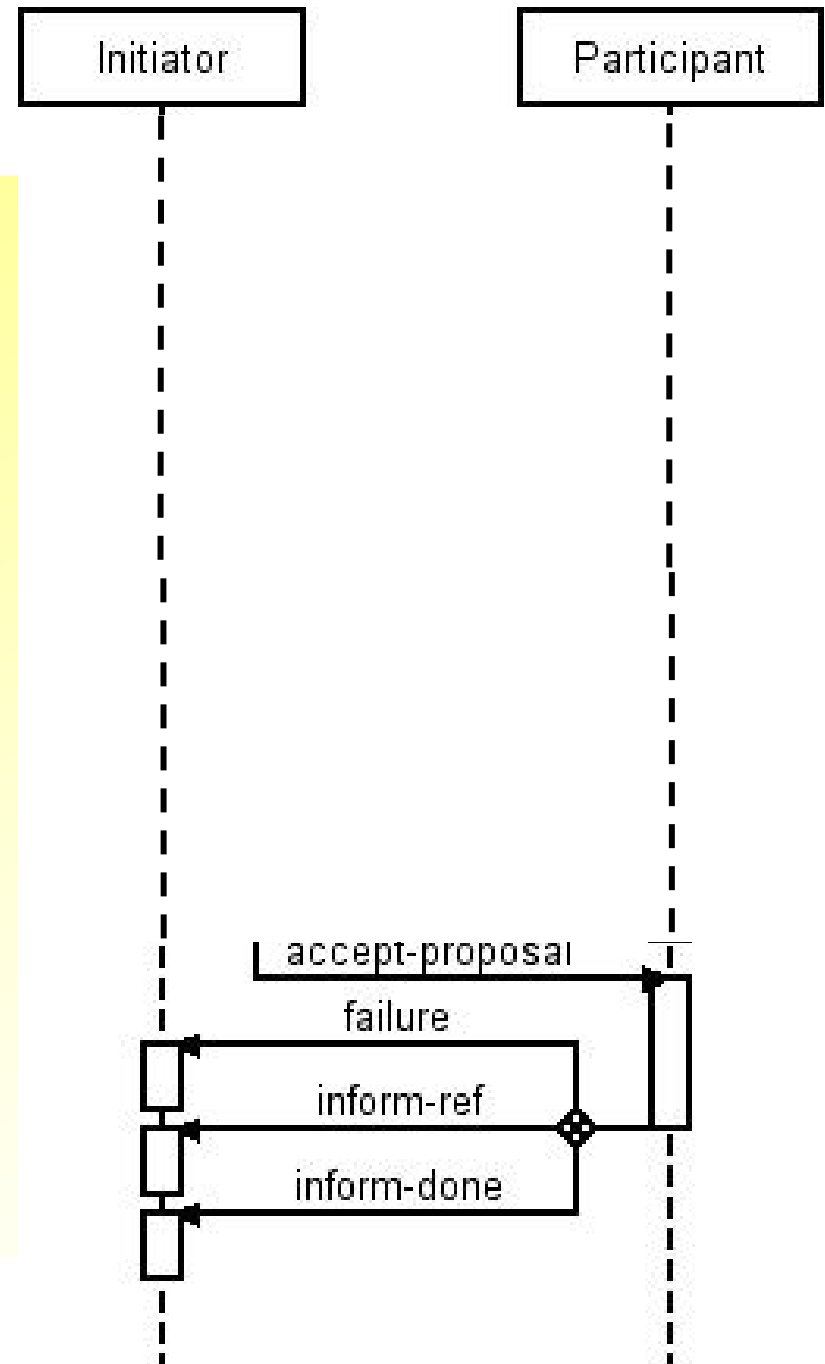 Initiator
Participant
accept-proposal
failure
inform-ref
inform-done